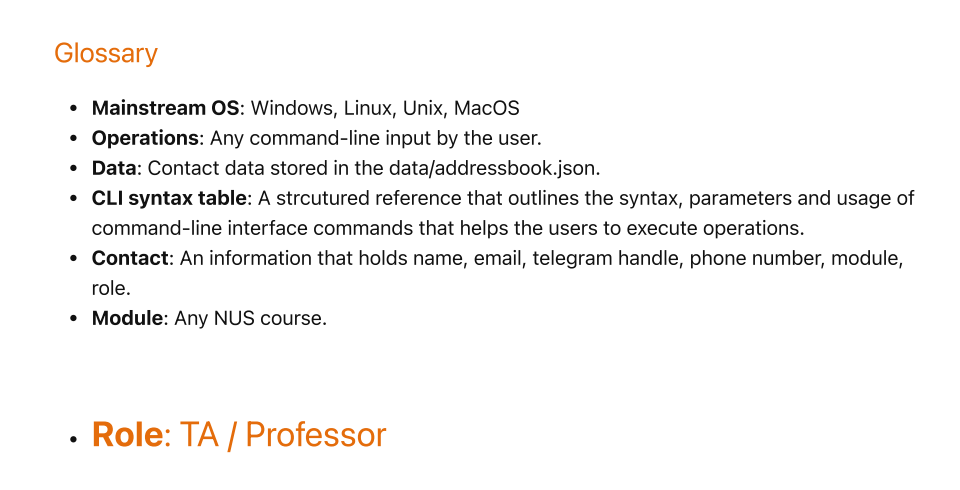 Glossary
• Mainstream OS: Windows, Linux, Unix, MacOS
• Operations: Any command-line input by the user.
• Data: Contact data stored in the data/addressbook.json.
• CLI syntax table: A strcutured reference that outlines the syntax, parameters and usage of
command-line interface commands that helps the users to execute operations.
• Contact: An information that holds name, email, telegram handle, phone number, module,
role.
• Module: Any NUS course.
• Role: TA / Professor